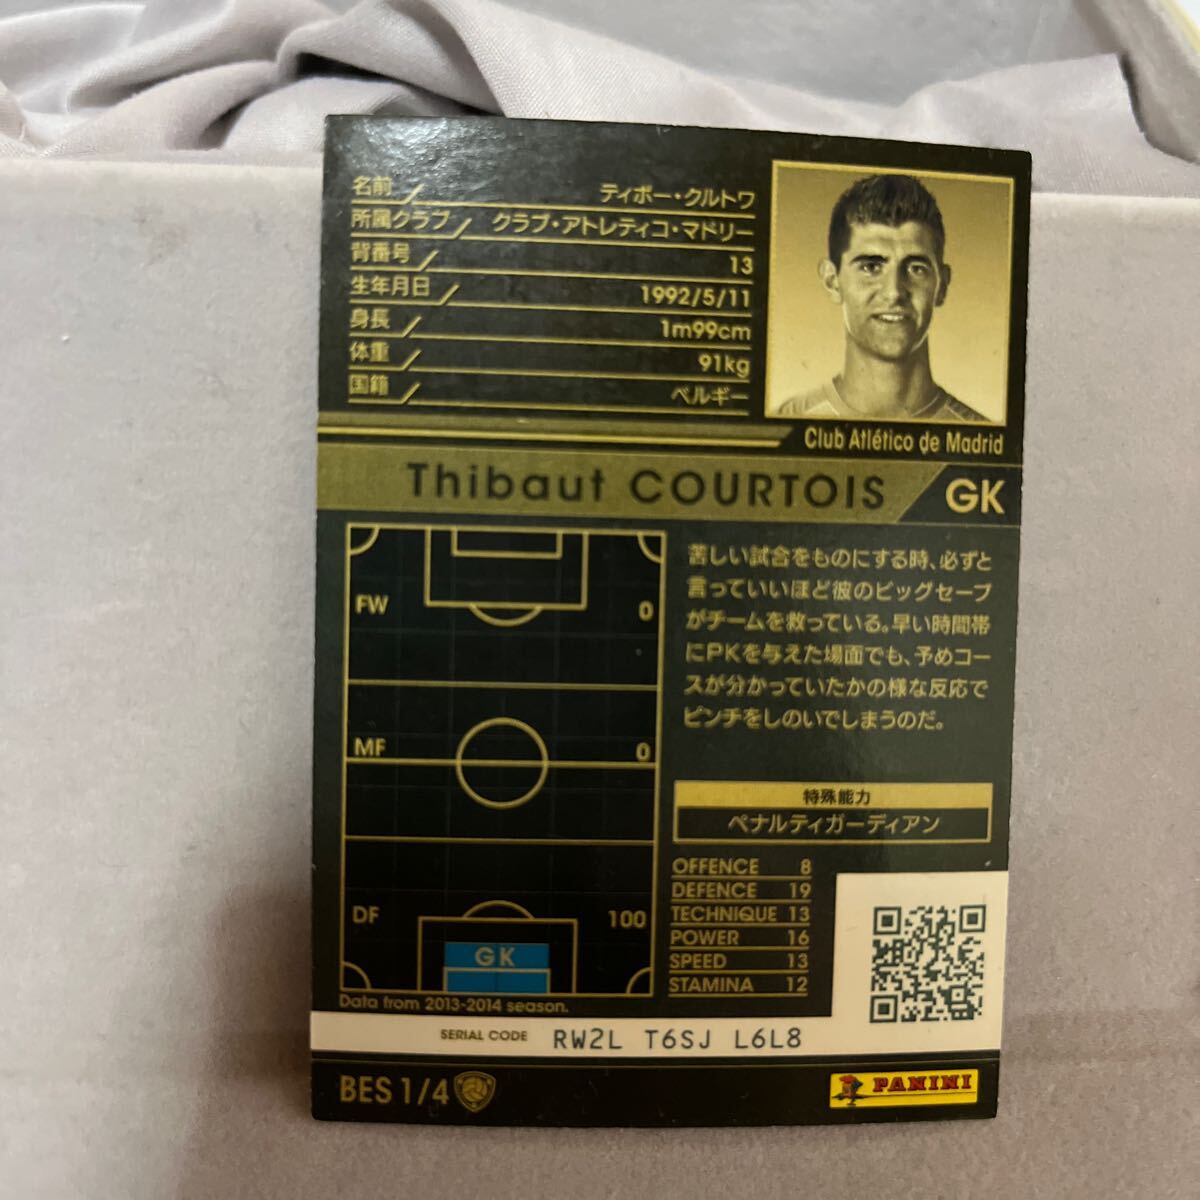 名前 ティボー・クルトワ
所属クラブ クラブ・アトレティコ・マドリー
背番号 13
生年月日 1992/5/11
身長 1m99cm
体重 91kg
国籍 ベルギー
Club Atlético de Madrid
Thibaut COURTOIS GK
FW 0
MF 0
DF 100
GK
Data from 2013-2014 season.
苦しい試合をものにする時、必ずと
言っていいほど彼のビッグセーブ
がチームを救っている。早い時間帯
にPKを与えた場面でも、予めコー
スが分かっていたかの様な反応で
ピンチをしのいでしまうのだ。
特殊能力
ペナルティガーディアン
OFFENCE 8
DEFENCE 19
TECHNIQUE 13
POWER 16
SPEED 13
STAMINA 12
SERIAL CODE RW2L T6SJ L6L8
BES 1/4
PANINI